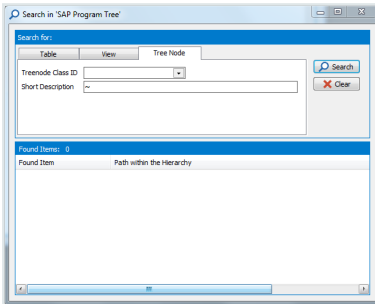 Search in 'SAP Program Tree'
Search for:
Table View Tree Node
Treenode Class ID
Short Description ~
Search
Clear
Found Items: 0
Found Item Path within the Hierarchy